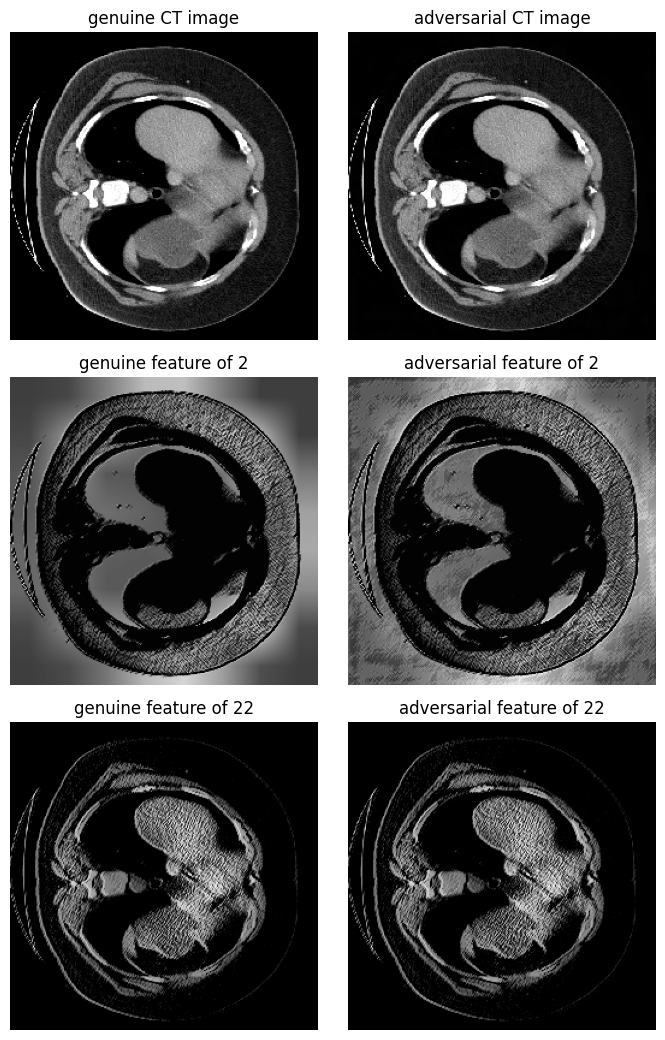 genuine CT image
adversarial CT image
genuine feature of 2
adversarial feature of 2
genuine feature of 22
adversarial feature of 22